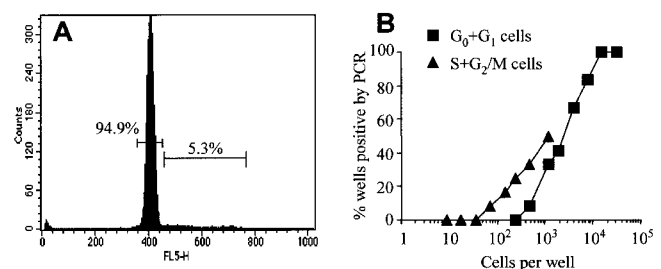 A
Counts
300
240
180
120
60
0
94.9%
5.3%
0 200 400 600 800 1000
FL5-H
B
G₀+G₁ cells
S+G₂/M cells
% wells positive by PCR
100
80
60
40
20
0
1 10 10² 10³ 10⁴ 10⁵
Cells per well